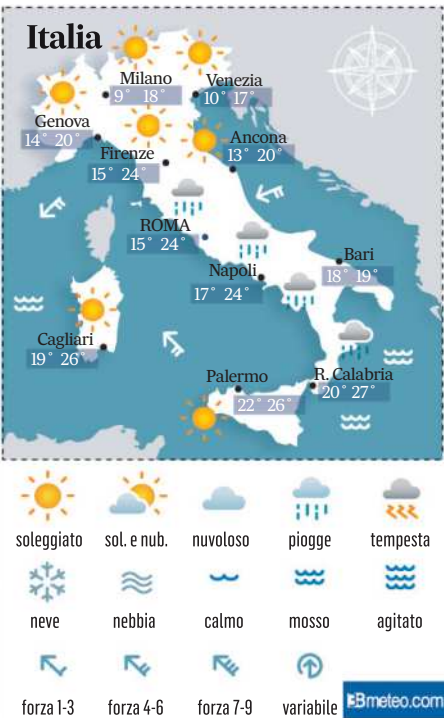 Italia
Milano
9° 18°
Venezia
10° 17°
Genova
14° 20°
Firenze
15° 24°
Ancona
13° 20°
ROMA
15° 24°
Napoli
17° 24°
Bari
18° 19°
Cagliari
19° 26°
Palermo
22° 26°
R. Calabria
20° 27°
soleggiato sol. e nub. nuvoloso piogge tempesta
neve nebbia calmo mosso agitato
forza 1-3 forza 4-6 forza 7-9 variabile
3Bmeteo.com